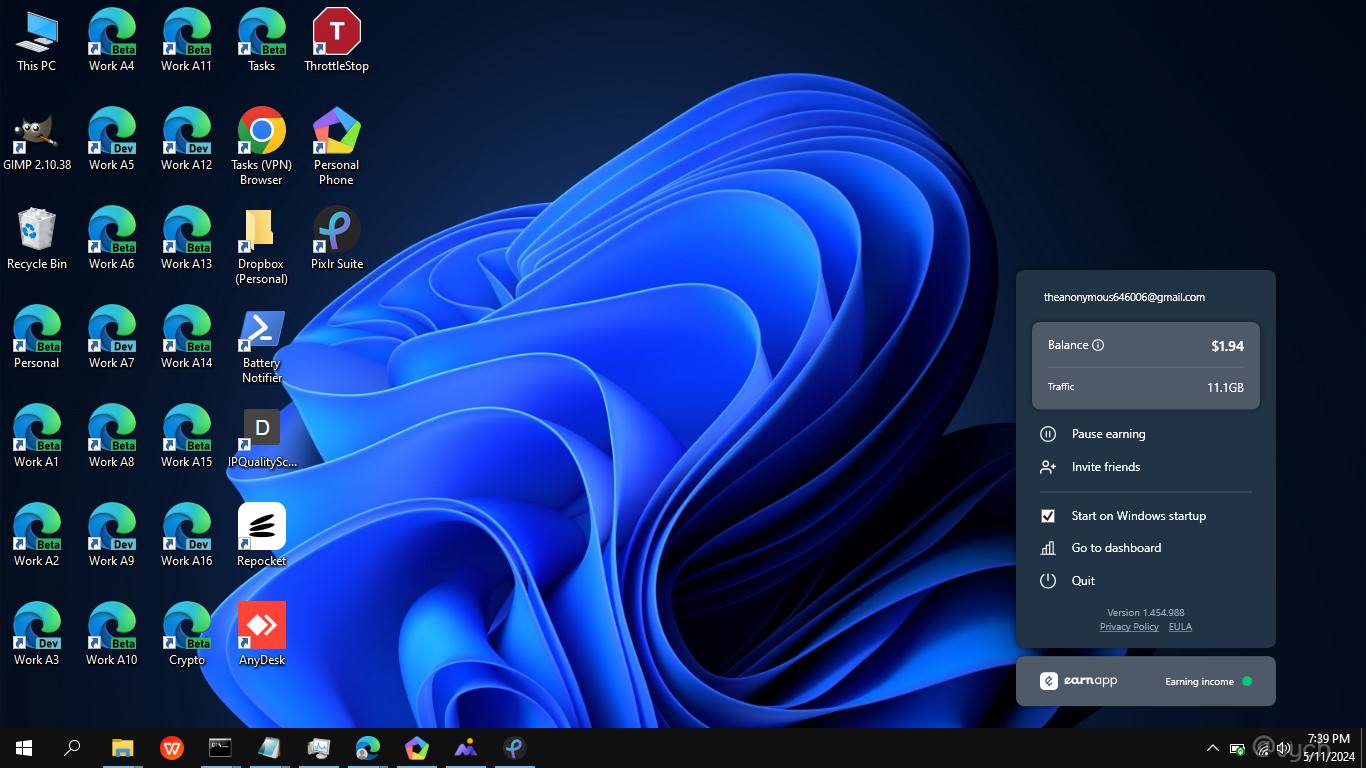 This PC
Work A4
Work A11
Tasks
ThrottleStop
GIMP 2.10.38
Work A5
Work A12
Tasks (VPN)
Browser
Personal
Phone
Recycle Bin
Work A6
Work A13
Dropbox
(Personal)
Pixlr Suite
Personal
Work A7
Work A14
Battery
Notifier
Work A1
Work A8
Work A15
IPQualitySc...
Work A2
Work A9
Work A16
Repocket
Work A3
Work A10
Crypto
AnyDesk
Beta
Beta
Beta
T
Dev
Dev
Beta
Beta
Beta
Dev
Beta
Beta
Beta
Beta
D
Beta
Dev
Dev
Dev
Beta
Beta
theanonymous646006@gmail.com
Balance
$1.94
Traffic
11.1GB
Pause earning
Invite friends
Start on Windows startup
Go to dashboard
Quit
Version 1.454.988
Privacy Policy EULA
earnapp
Earning income
7:39 PM
5/11/2024